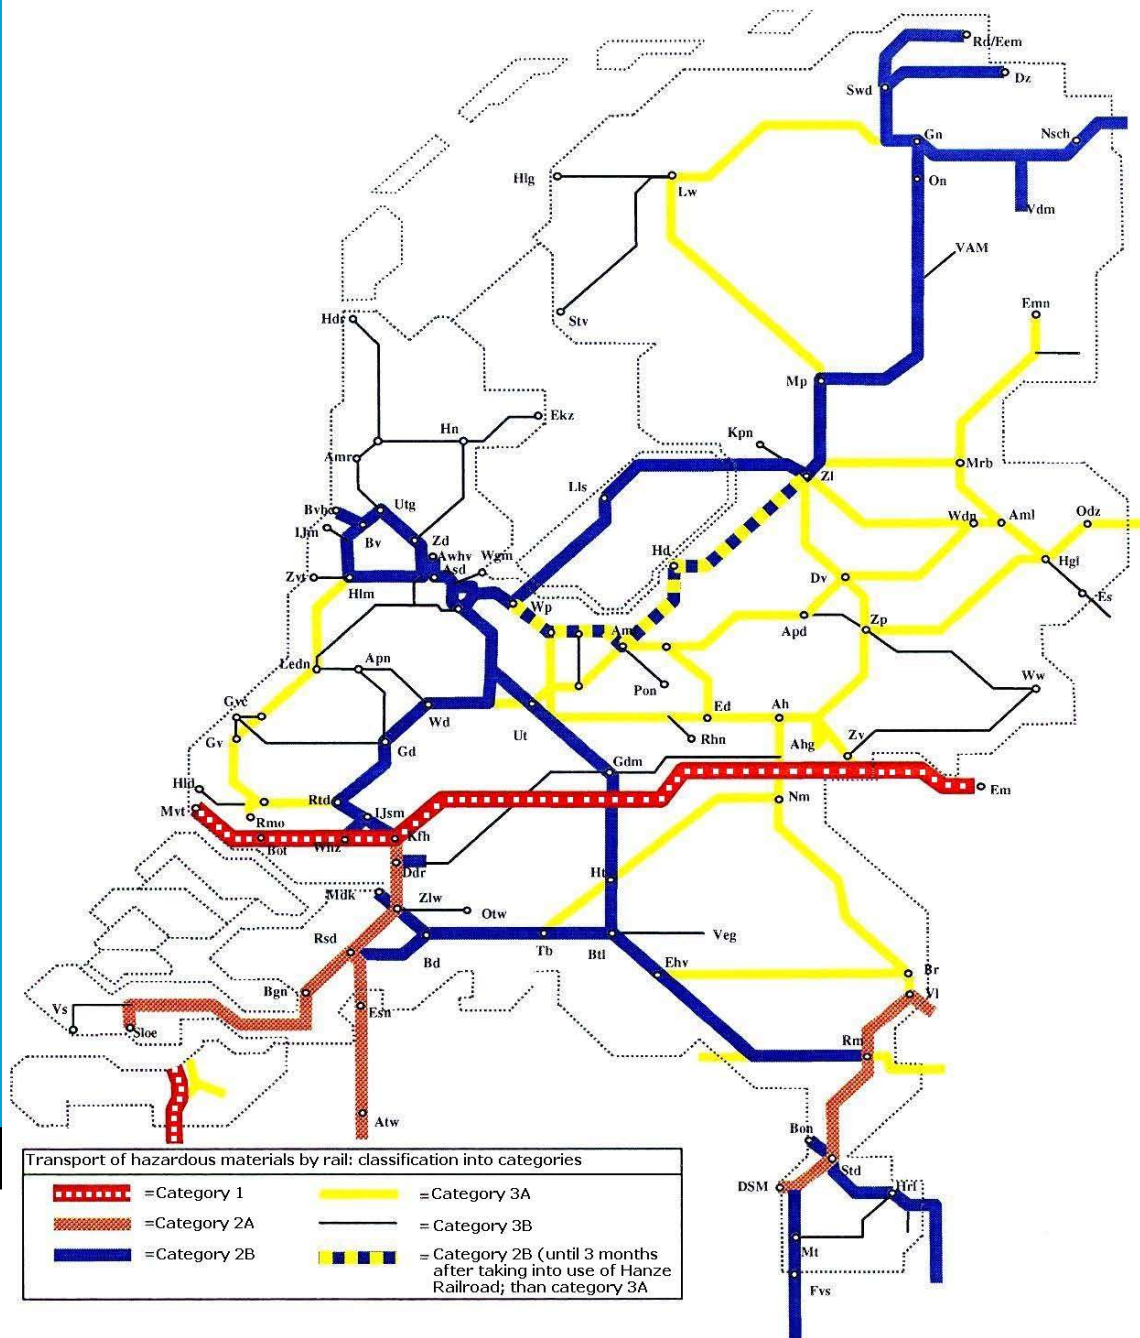 Rd/Eem
Dz
Swd
Gn
Nsch
Hlg
Lw
On
Vdm
VAM
Emn
Stv
Hdr
Mp
Ekz
Hn
Kpn
Amr
Zl
Mrb
Lls
Bvh
Utg
Wdn
Aml
Odz
IJm
Bv
Zd
Awhv
Wgm
Hd
Hgl
Asd
Zvt
Hlm
Dv
Es
Wp
Apd
Zp
Ledn
Apn
Pon
Ww
Gvc
Wd
Ed
Ah
Gv
Gd
Ut
Rhn
Ahg
Zv
Gdm
Hld
Em
Mvt
Rtd
IJsm
Nm
Rmo
Bot
Whz
Kfh
Ddr
Ht
Mdk
Zlw
Otw
Rsd
Bd
Tb
Btl
Veg
Ehv
Br
Bgn
Vl
Vs
Sloe
Esn
Rm
Atw
Bon
Std
DSM
Hrl
Mt
Fvs
Transport of hazardous materials by rail: classification into categories
=Category 1
=Category 3A
=Category 2A
=Category 3B
=Category 2B
= Category 2B (until 3 months
after taking into use of Hanze
Railroad; than category 3A